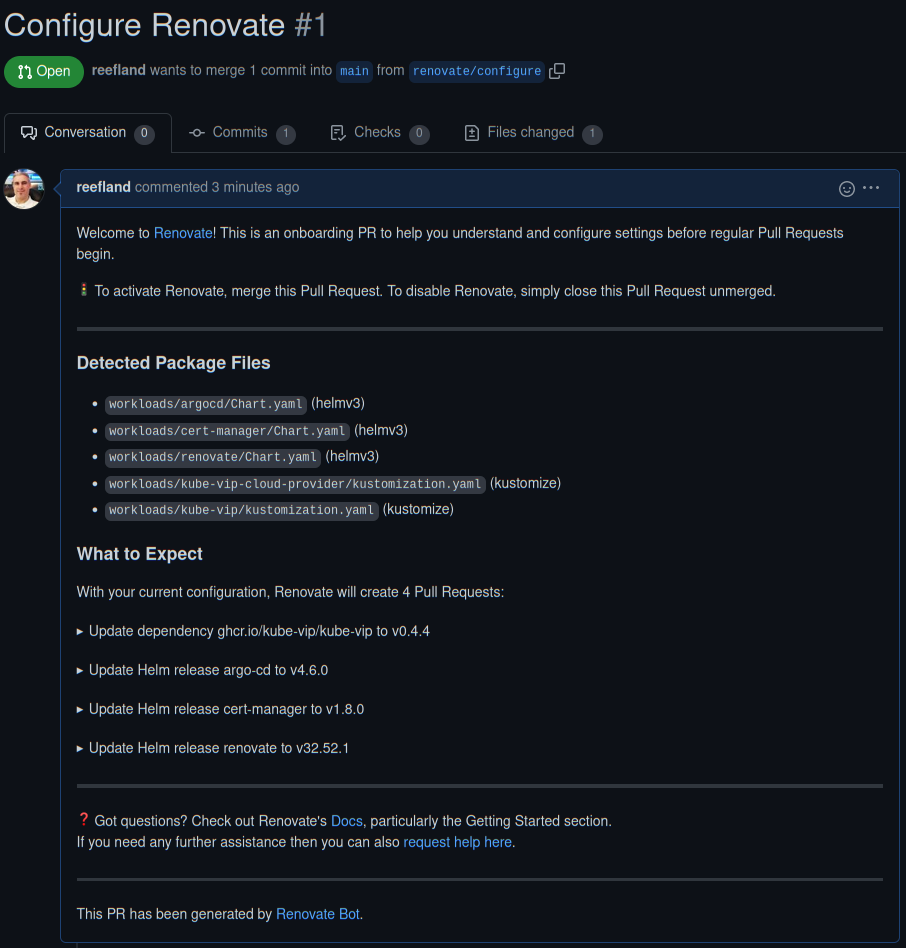 Configure Renovate #1
Open reefland wants to merge 1 commit into main from renovate/configure
Conversation 0 Commits 1 Checks 0 Files changed 1
reefland commented 3 minutes ago
Welcome to Renovate! This is an onboarding PR to help you understand and configure settings before regular Pull Requests
begin.
🚦 To activate Renovate, merge this Pull Request. To disable Renovate, simply close this Pull Request unmerged.
Detected Package Files
• workloads/argocd/Chart.yaml (helmv3)
• workloads/cert-manager/Chart.yaml (helmv3)
• workloads/renovate/Chart.yaml (helmv3)
• workloads/kube-vip-cloud-provider/kustomization.yaml (kustomize)
• workloads/kube-vip/kustomization.yaml (kustomize)
What to Expect
With your current configuration, Renovate will create 4 Pull Requests:
▸ Update dependency ghcr.io/kube-vip/kube-vip to v0.4.4
▸ Update Helm release argo-cd to v4.6.0
▸ Update Helm release cert-manager to v1.8.0
▸ Update Helm release renovate to v32.52.1
❓ Got questions? Check out Renovate's Docs, particularly the Getting Started section.
If you need any further assistance then you can also request help here.
This PR has been generated by Renovate Bot.